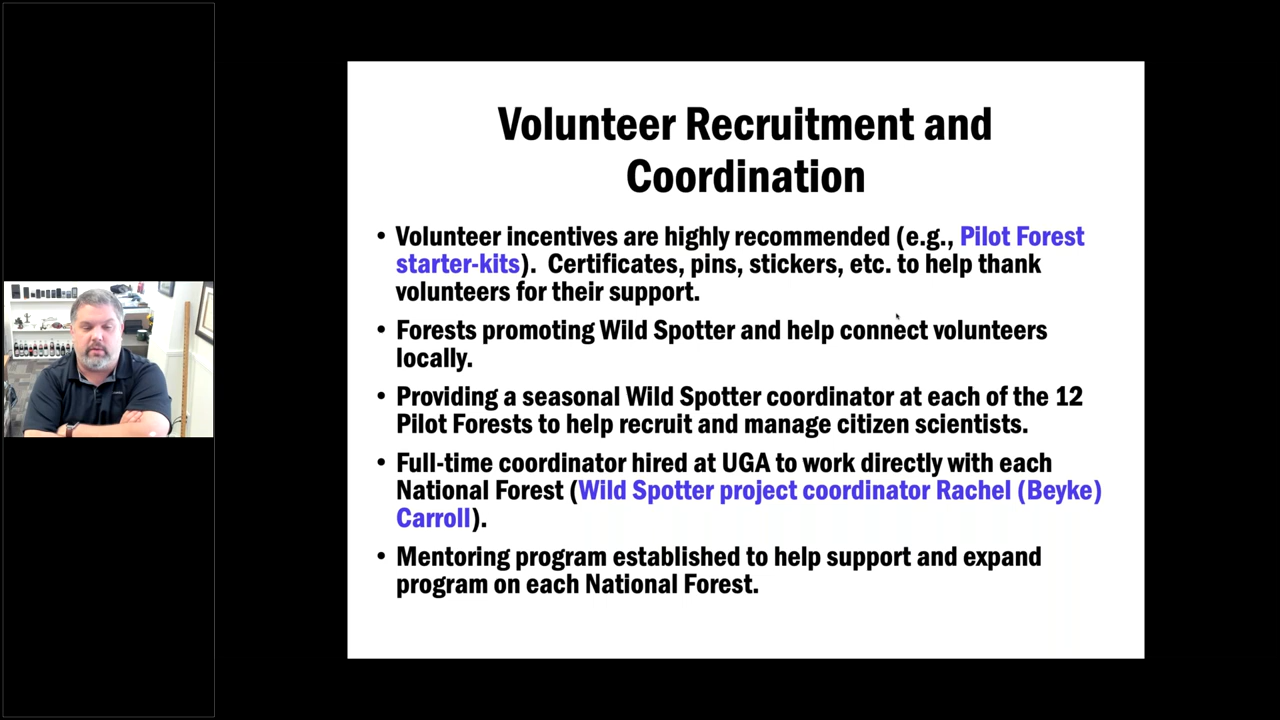 Volunteer Recruitment and
Coordination
• Volunteer incentives are highly recommended (e.g., Pilot Forest
starter-kits). Certificates, pins, stickers, etc. to help thank
volunteers for their support.
• Forests promoting Wild Spotter and help connect volunteers
locally.
• Providing a seasonal Wild Spotter coordinator at each of the 12
Pilot Forests to help recruit and manage citizen scientists.
• Full-time coordinator hired at UGA to work directly with each
National Forest (Wild Spotter project coordinator Rachel (Beyke)
Carroll).
• Mentoring program established to help support and expand
program on each National Forest.